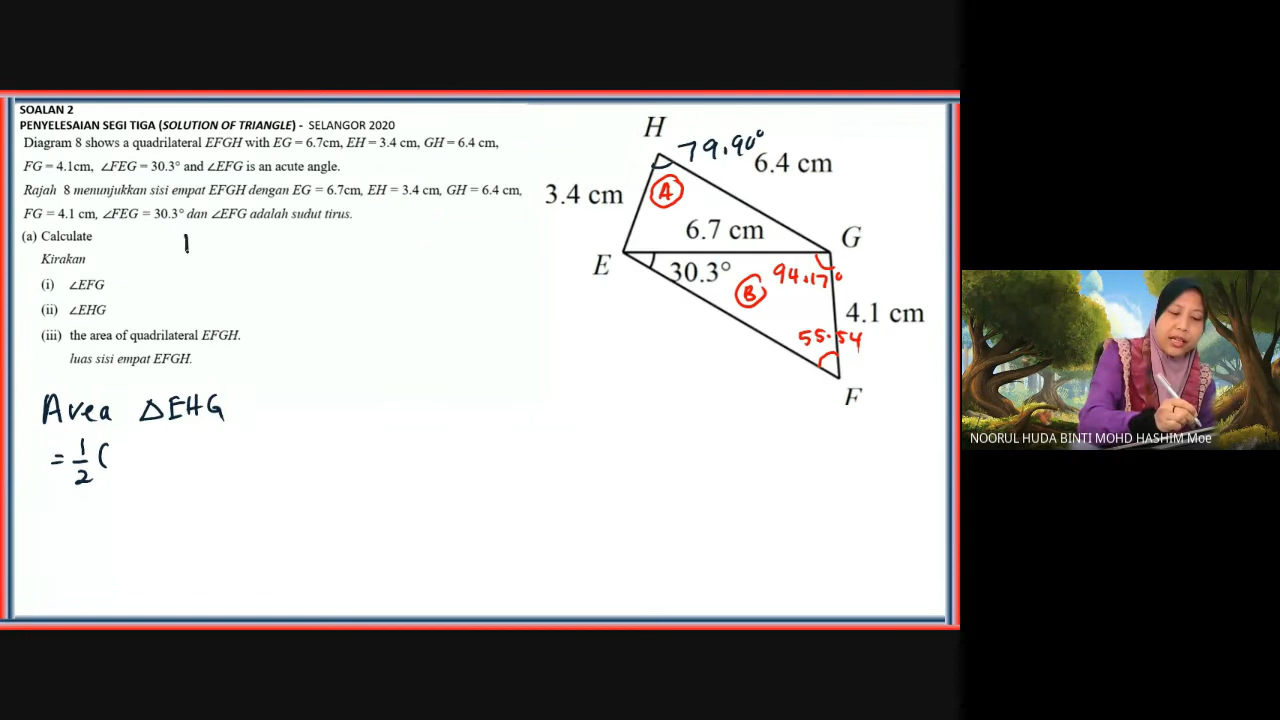 SOALAN 2
PENYELESAIAN SEGI TIGA (SOLUTION OF TRIANGLE) - SELANGOR 2020
Diagram 8 shows a quadrilateral EFGH with EG = 6.7cm, EH = 3.4 cm, GH = 6.4 cm,
FG = 4.1cm, ∠FEG = 30.3° and ∠EFG is an acute angle.
Rajah 8 menunjukkan sisi empat EFGH dengan EG = 6.7cm, EH = 3.4 cm, GH = 6.4 cm,
FG = 4.1 cm, ∠FEG = 30.3° dan ∠EFG adalah sudut tirus.
(a) Calculate
Kirakan
(i) ∠EFG
(ii) ∠EHG
(iii) the area of quadrilateral EFGH.
luas sisi empat EFGH.
Area △EHG
= 1/2 (
H
79.90°
6.4 cm
3.4 cm
A
6.7 cm
G
E
30.3°
94.17°
B
4.1 cm
55.54
F
NOORUL HUDA BINTI MOHD HASHIM Moe